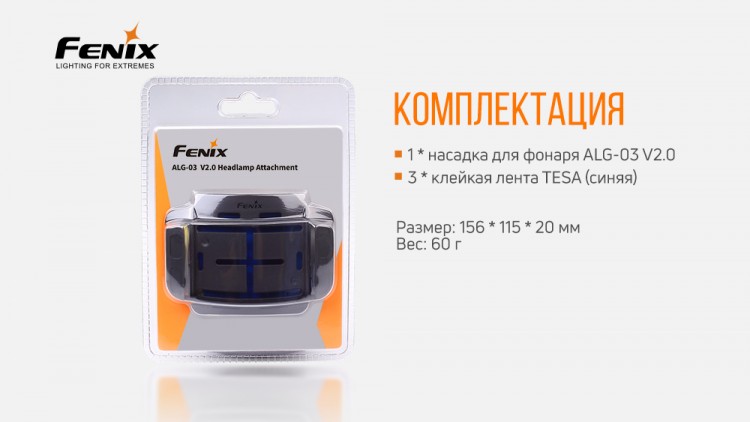 FENIX
LIGHTING FOR EXTREMES
FENIX
ALG-03 V2.0 Headlamp Attachment
FENIX
КОМПЛЕКТАЦИЯ
1 * насадка для фонаря ALG-03 V2.0
3 * клейкая лента TESA (синяя)
Размер: 156 * 115 * 20 мм
Вес: 60 г